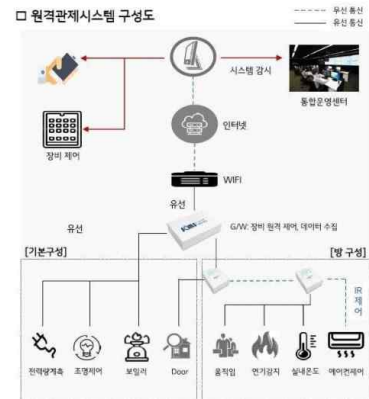 □ 원격관제시스템 구성도
무선 통신
유선 통신
시스템 감시
통합운영센터
장비 제어
인터넷
WIFI
유선
유선
G/W: 장비 원격 제어, 데이터 수집
[기본구성]
[방 구성]
IR
제
어
전력량계측
조명제어
보일러
Door
움직임
연기감지
실내온도
에어컨제어